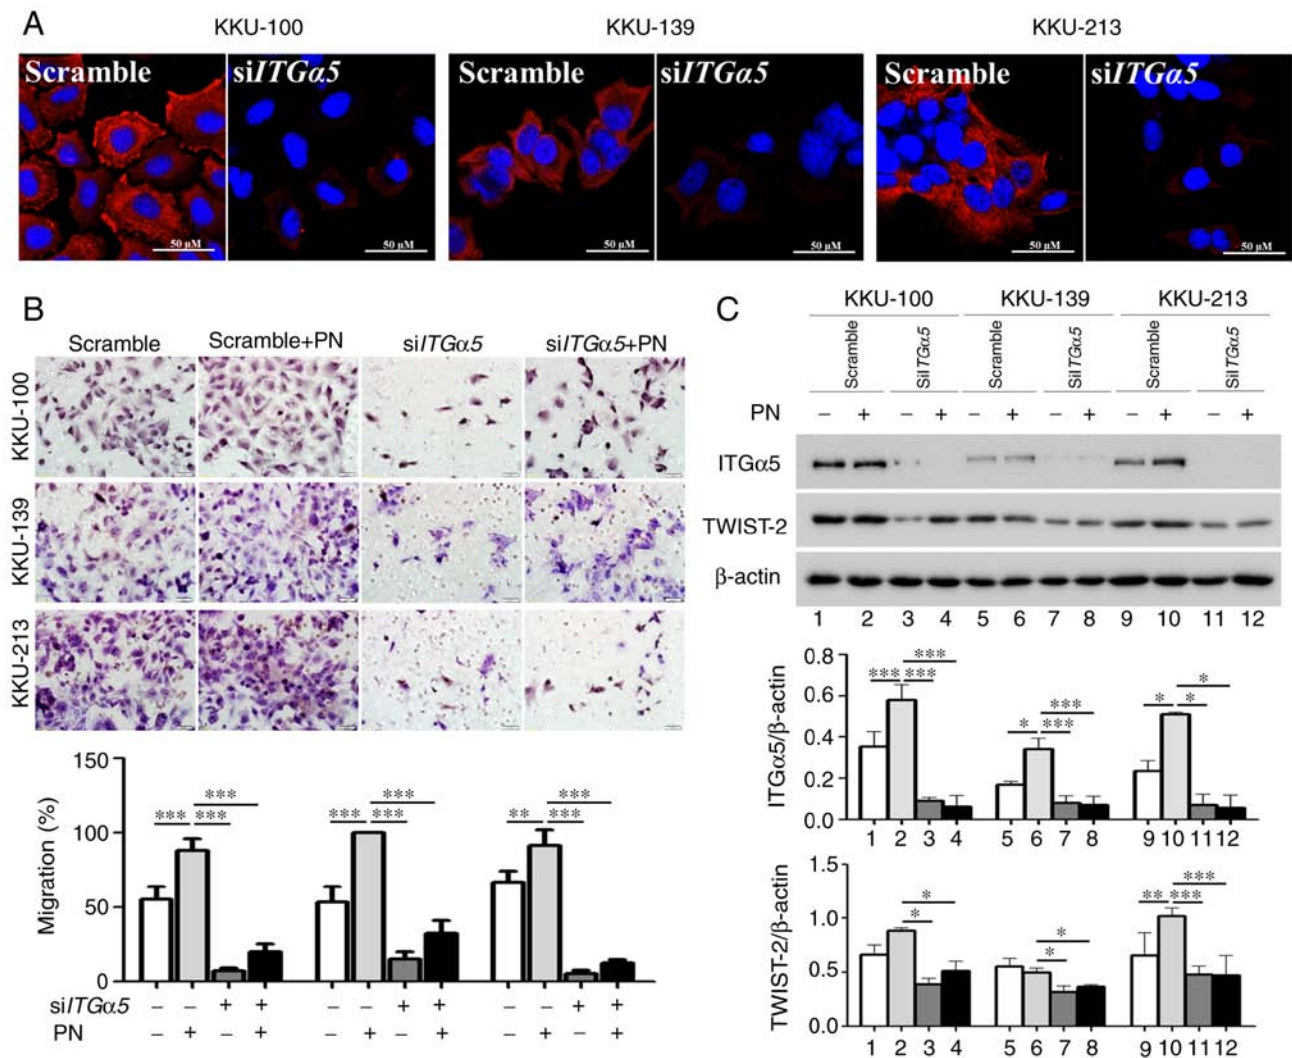 A
KKU-100 KKU-139 KKU-213
Scramble siITGα5 Scramble siITGα5 Scramble siITGα5
50 µM 50 µM 50 µM 50 µM 50 µM 50 µM
B
Scramble Scramble+PN siITGα5 siITGα5+PN
KKU-100
KKU-139
KKU-213
150
100
50
0
Migration (%)
*** *** ***
*** *** ***
** *** ***
siITGα5 – – + + – – + + – – + +
PN – + – + – + – + – + – +
C
KKU-100 KKU-139 KKU-213
Scramble SiITGα5 Scramble SiITGα5 Scramble SiITGα5
PN – + – + – + – + – + – +
ITGα5
TWIST-2
β-actin
1 2 3 4 5 6 7 8 9 10 11 12
ITGα5/β-actin
0.8
0.6
0.4
0.2
0.0
*** *** ***
* *** ***
* * *
1 2 3 4 5 6 7 8 9 10 11 12
TWIST-2/β-actin
1.5
1.0
0.5
0.0
* *
* *
** *** ***
1 2 3 4 5 6 7 8 9 10 11 12